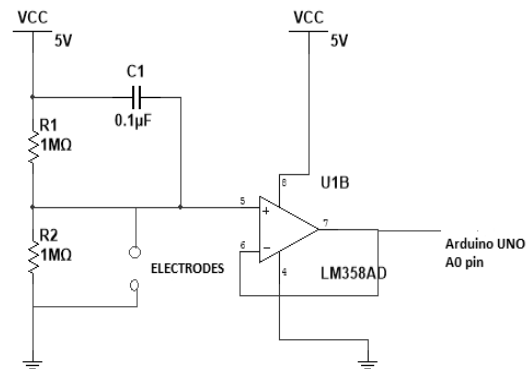 VCC
5V
VCC
5V
C1
0.1µF
R1
1MΩ
8
U1B
5
+
7
6
−
R2
1MΩ
ELECTRODES
4
LM358AD
Arduino UNO
A0 pin